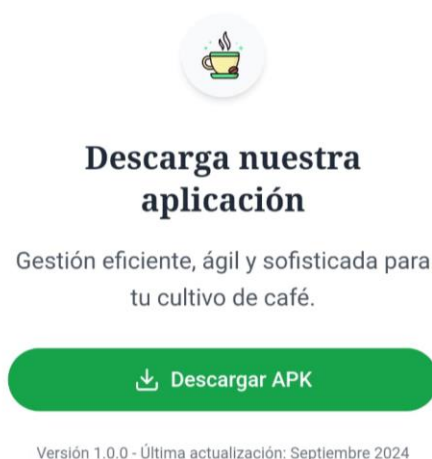 Descarga nuestra
aplicación
Gestión eficiente, ágil y sofisticada para
tu cultivo de café.
Descargar APK
Versión 1.0.0 - Última actualización: Septiembre 2024